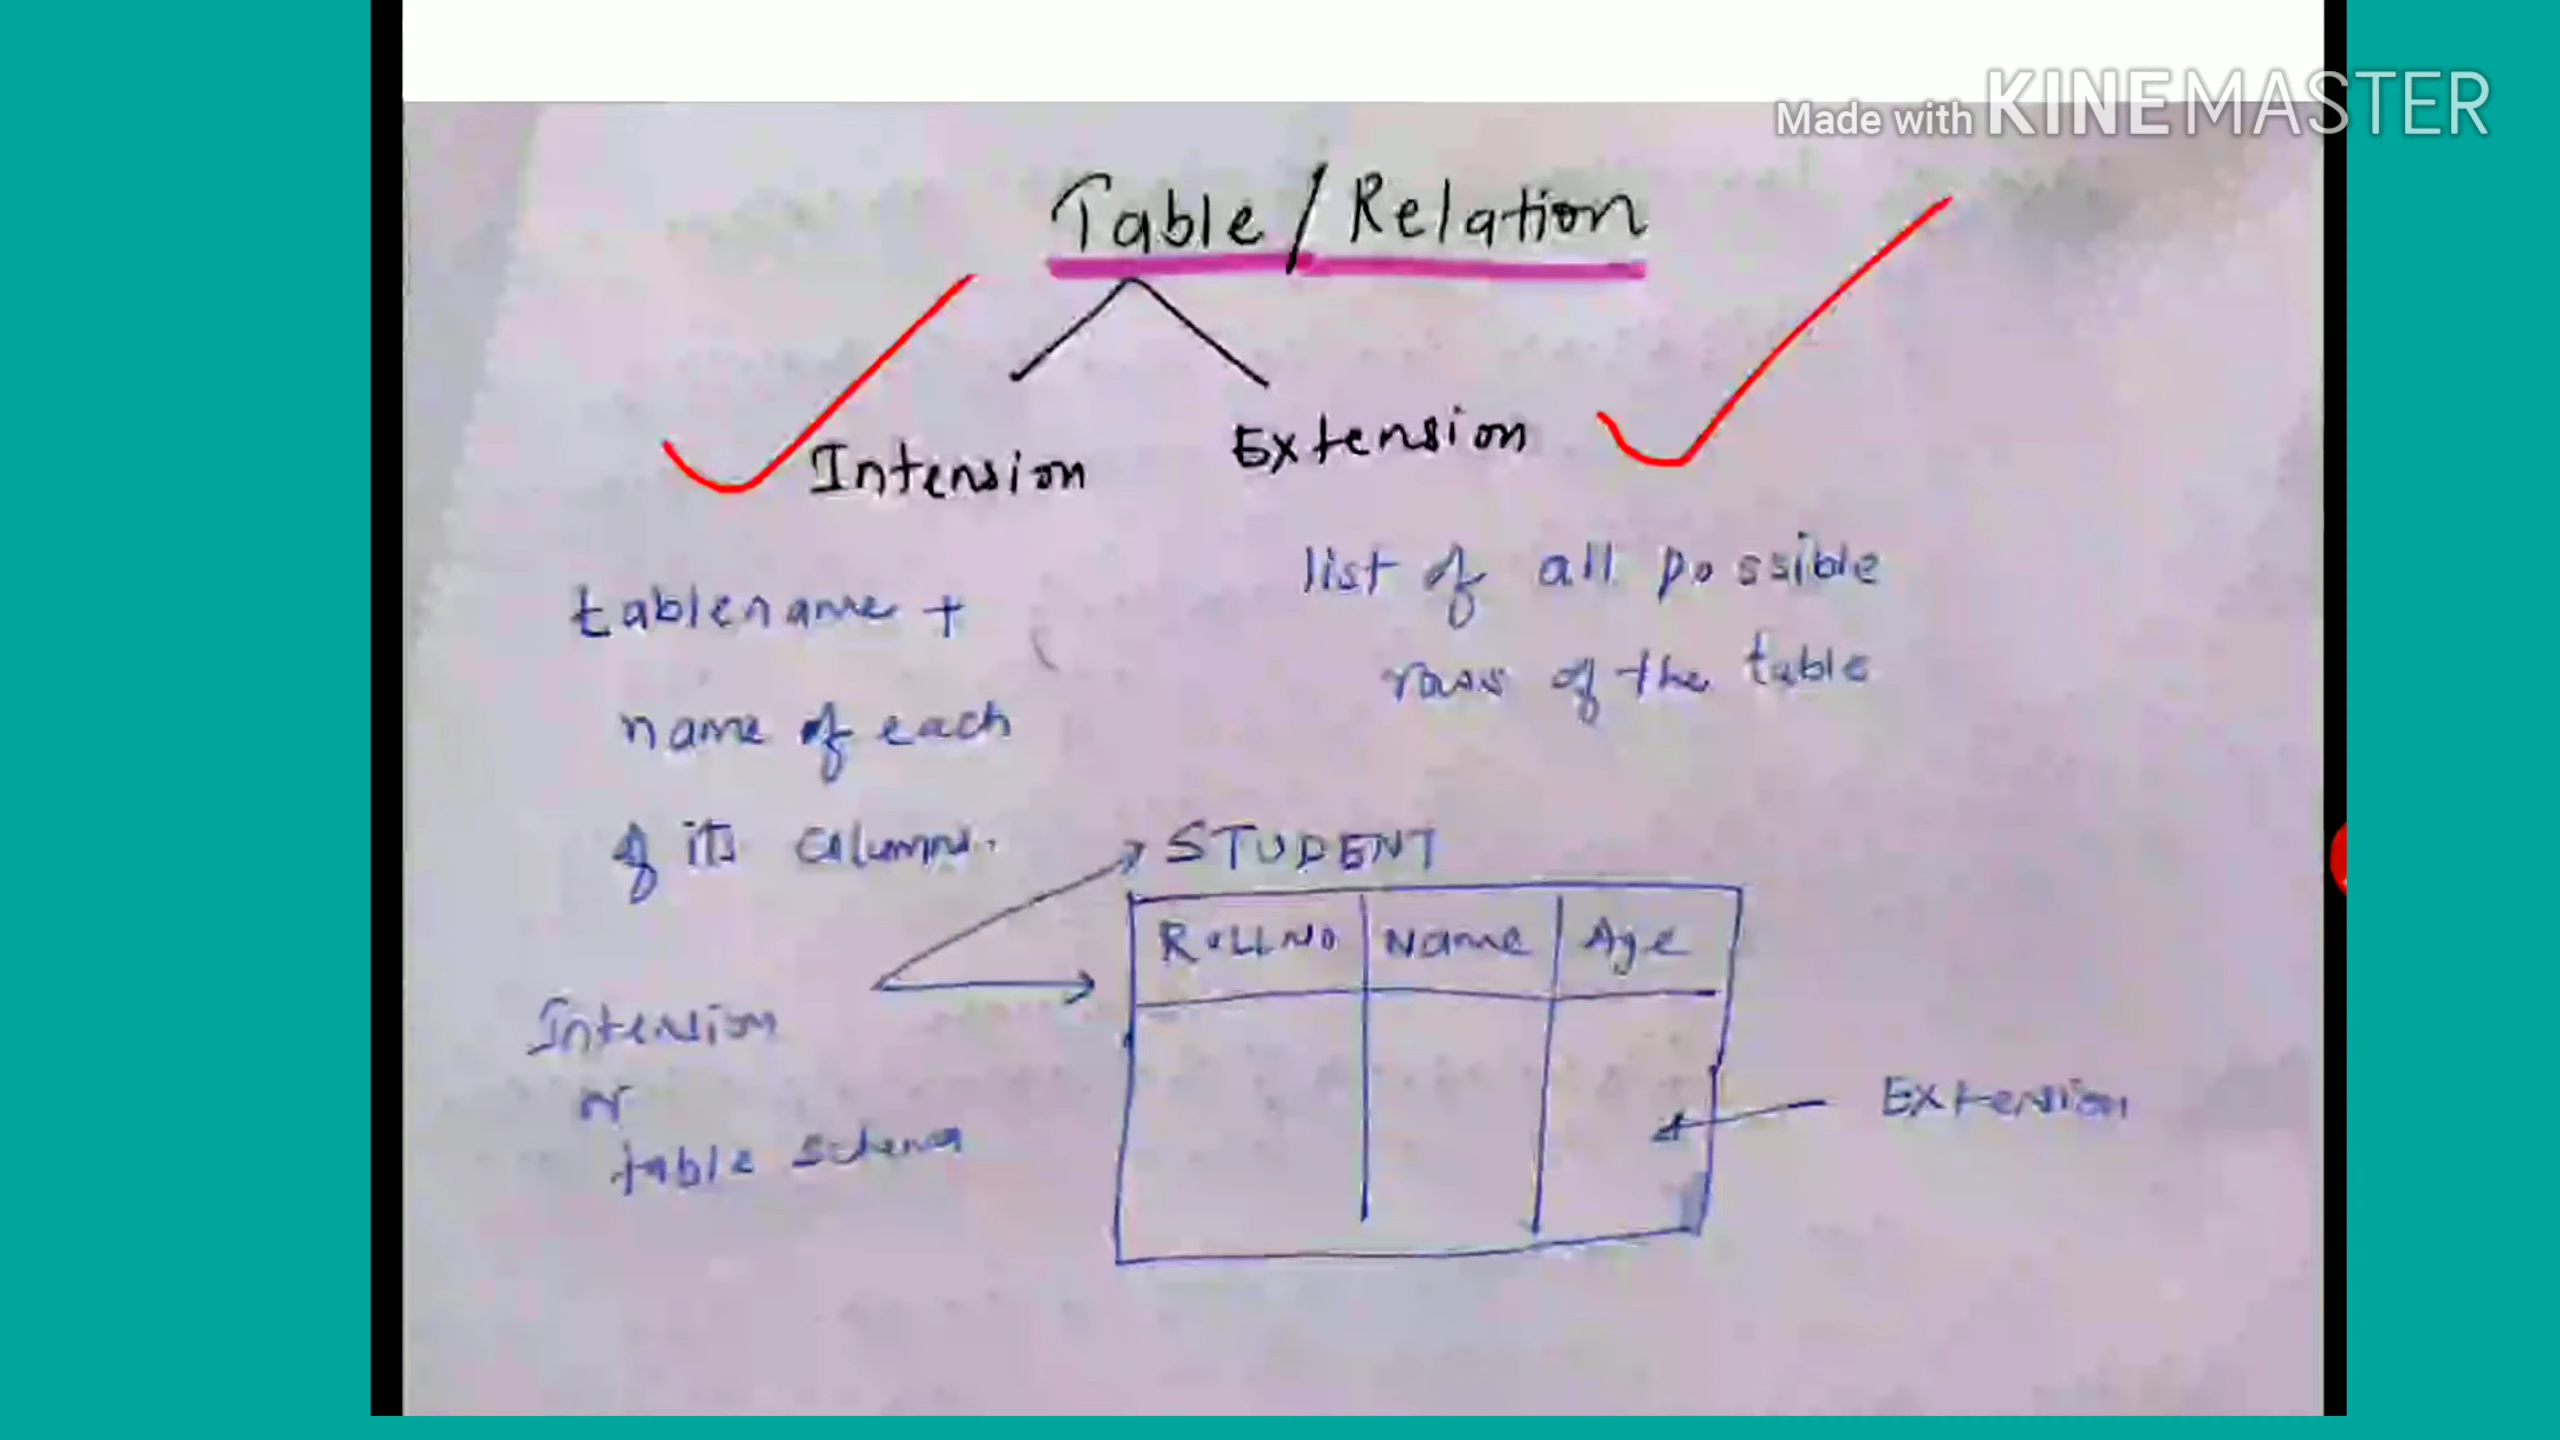 Made with KINEMASTER
Table / Relation
Intension
Extension
tablename +
name of each
of its columns.
list of all possible
rows of the table
STUDENT
RollNo Name Age
Intension
or
table schema
Extension